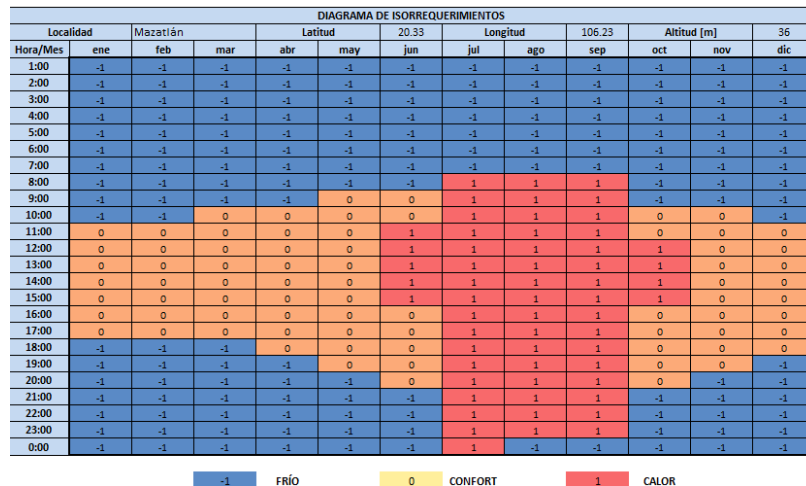 DIAGRAMA DE ISORREQUERIMIENTOS
Localidad Mazatlán Latitud 20.33 Longitud 106.23 Altitud [m] 36
Hora/Mes ene feb mar abr may jun jul ago sep oct nov dic
1:00 -1 -1 -1 -1 -1 -1 -1 -1 -1 -1 -1 -1
2:00 -1 -1 -1 -1 -1 -1 -1 -1 -1 -1 -1 -1
3:00 -1 -1 -1 -1 -1 -1 -1 -1 -1 -1 -1 -1
4:00 -1 -1 -1 -1 -1 -1 -1 -1 -1 -1 -1 -1
5:00 -1 -1 -1 -1 -1 -1 -1 -1 -1 -1 -1 -1
6:00 -1 -1 -1 -1 -1 -1 -1 -1 -1 -1 -1 -1
7:00 -1 -1 -1 -1 -1 -1 -1 -1 -1 -1 -1 -1
8:00 -1 -1 -1 -1 -1 -1 1 1 1 -1 -1 -1
9:00 -1 -1 -1 -1 0 0 1 1 1 -1 -1 -1
10:00 -1 -1 0 0 0 0 1 1 1 0 0 -1
11:00 0 0 0 0 0 1 1 1 1 0 0 0
12:00 0 0 0 0 0 1 1 1 1 1 0 0
13:00 0 0 0 0 0 1 1 1 1 1 0 0
14:00 0 0 0 0 0 1 1 1 1 1 0 0
15:00 0 0 0 0 0 1 1 1 1 1 0 0
16:00 0 0 0 0 0 0 1 1 1 0 0 0
17:00 0 0 0 0 0 0 1 1 1 0 0 0
18:00 -1 -1 -1 0 0 0 1 1 1 0 0 0
19:00 -1 -1 -1 -1 0 0 1 1 1 0 0 -1
20:00 -1 -1 -1 -1 -1 0 1 1 1 0 -1 -1
21:00 -1 -1 -1 -1 -1 -1 1 1 1 -1 -1 -1
22:00 -1 -1 -1 -1 -1 -1 1 1 1 -1 -1 -1
23:00 -1 -1 -1 -1 -1 -1 1 1 1 -1 -1 -1
0:00 -1 -1 -1 -1 -1 -1 1 -1 -1 -1 -1 -1
-1 FRÍO 0 CONFORT 1 CALOR